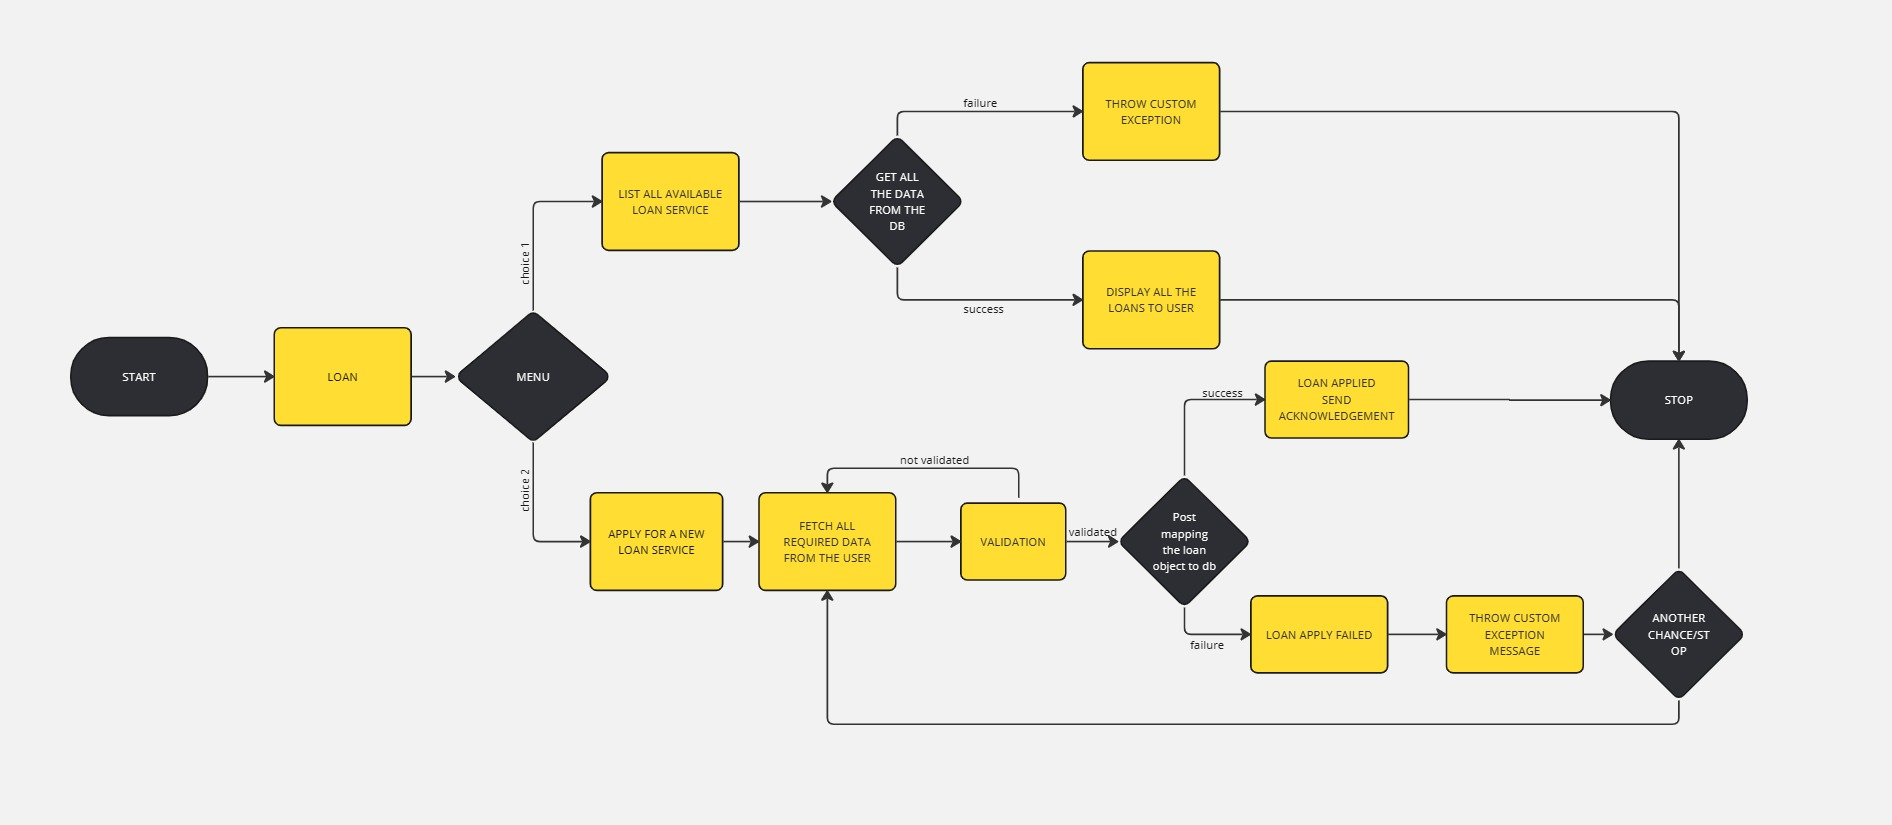 failure
THROW CUSTOM
EXCEPTION
LIST ALL AVAILABLE
LOAN SERVICE
GET ALL
THE DATA
FROM THE
DB
choice 1
DISPLAY ALL THE
LOANS TO USER
success
START
LOAN
MENU
LOAN APPLIED
SEND
ACKNOWLEDGEMENT
success
STOP
choice 2
not validated
APPLY FOR A NEW
LOAN SERVICE
FETCH ALL
REQUIRED DATA
FROM THE USER
VALIDATION
validated
Post
mapping
the loan
object to db
failure
LOAN APPLY FAILED
THROW CUSTOM
EXCEPTION
MESSAGE
ANOTHER
CHANCE/ST
OP